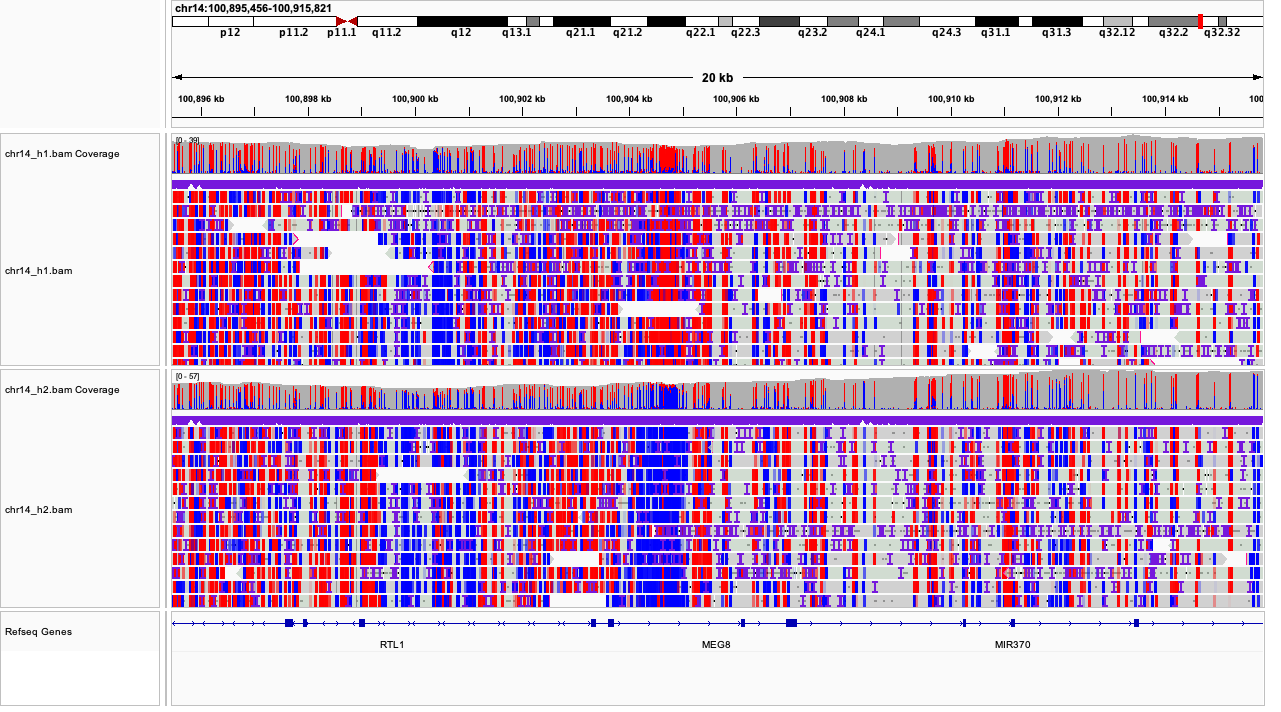 chr14:100,895,456-100,915,821
p12 p11.2 p11.1 q11.2 q12 q13.1 q21.1 q21.2 q22.1 q22.3 q23.2 q24.1 q24.3 q31.1 q31.3 q32.12 q32.2 q32.32
20 kb
100,896 kb 100,898 kb 100,900 kb 100,902 kb 100,904 kb 100,906 kb 100,908 kb 100,910 kb 100,912 kb 100,914 kb 100
[0 - 39]
chr14_h1.bam Coverage
chr14_h1.bam
[0 - 57]
chr14_h2.bam Coverage
chr14_h2.bam
Refseq Genes
RTL1 MEG8 MIR370